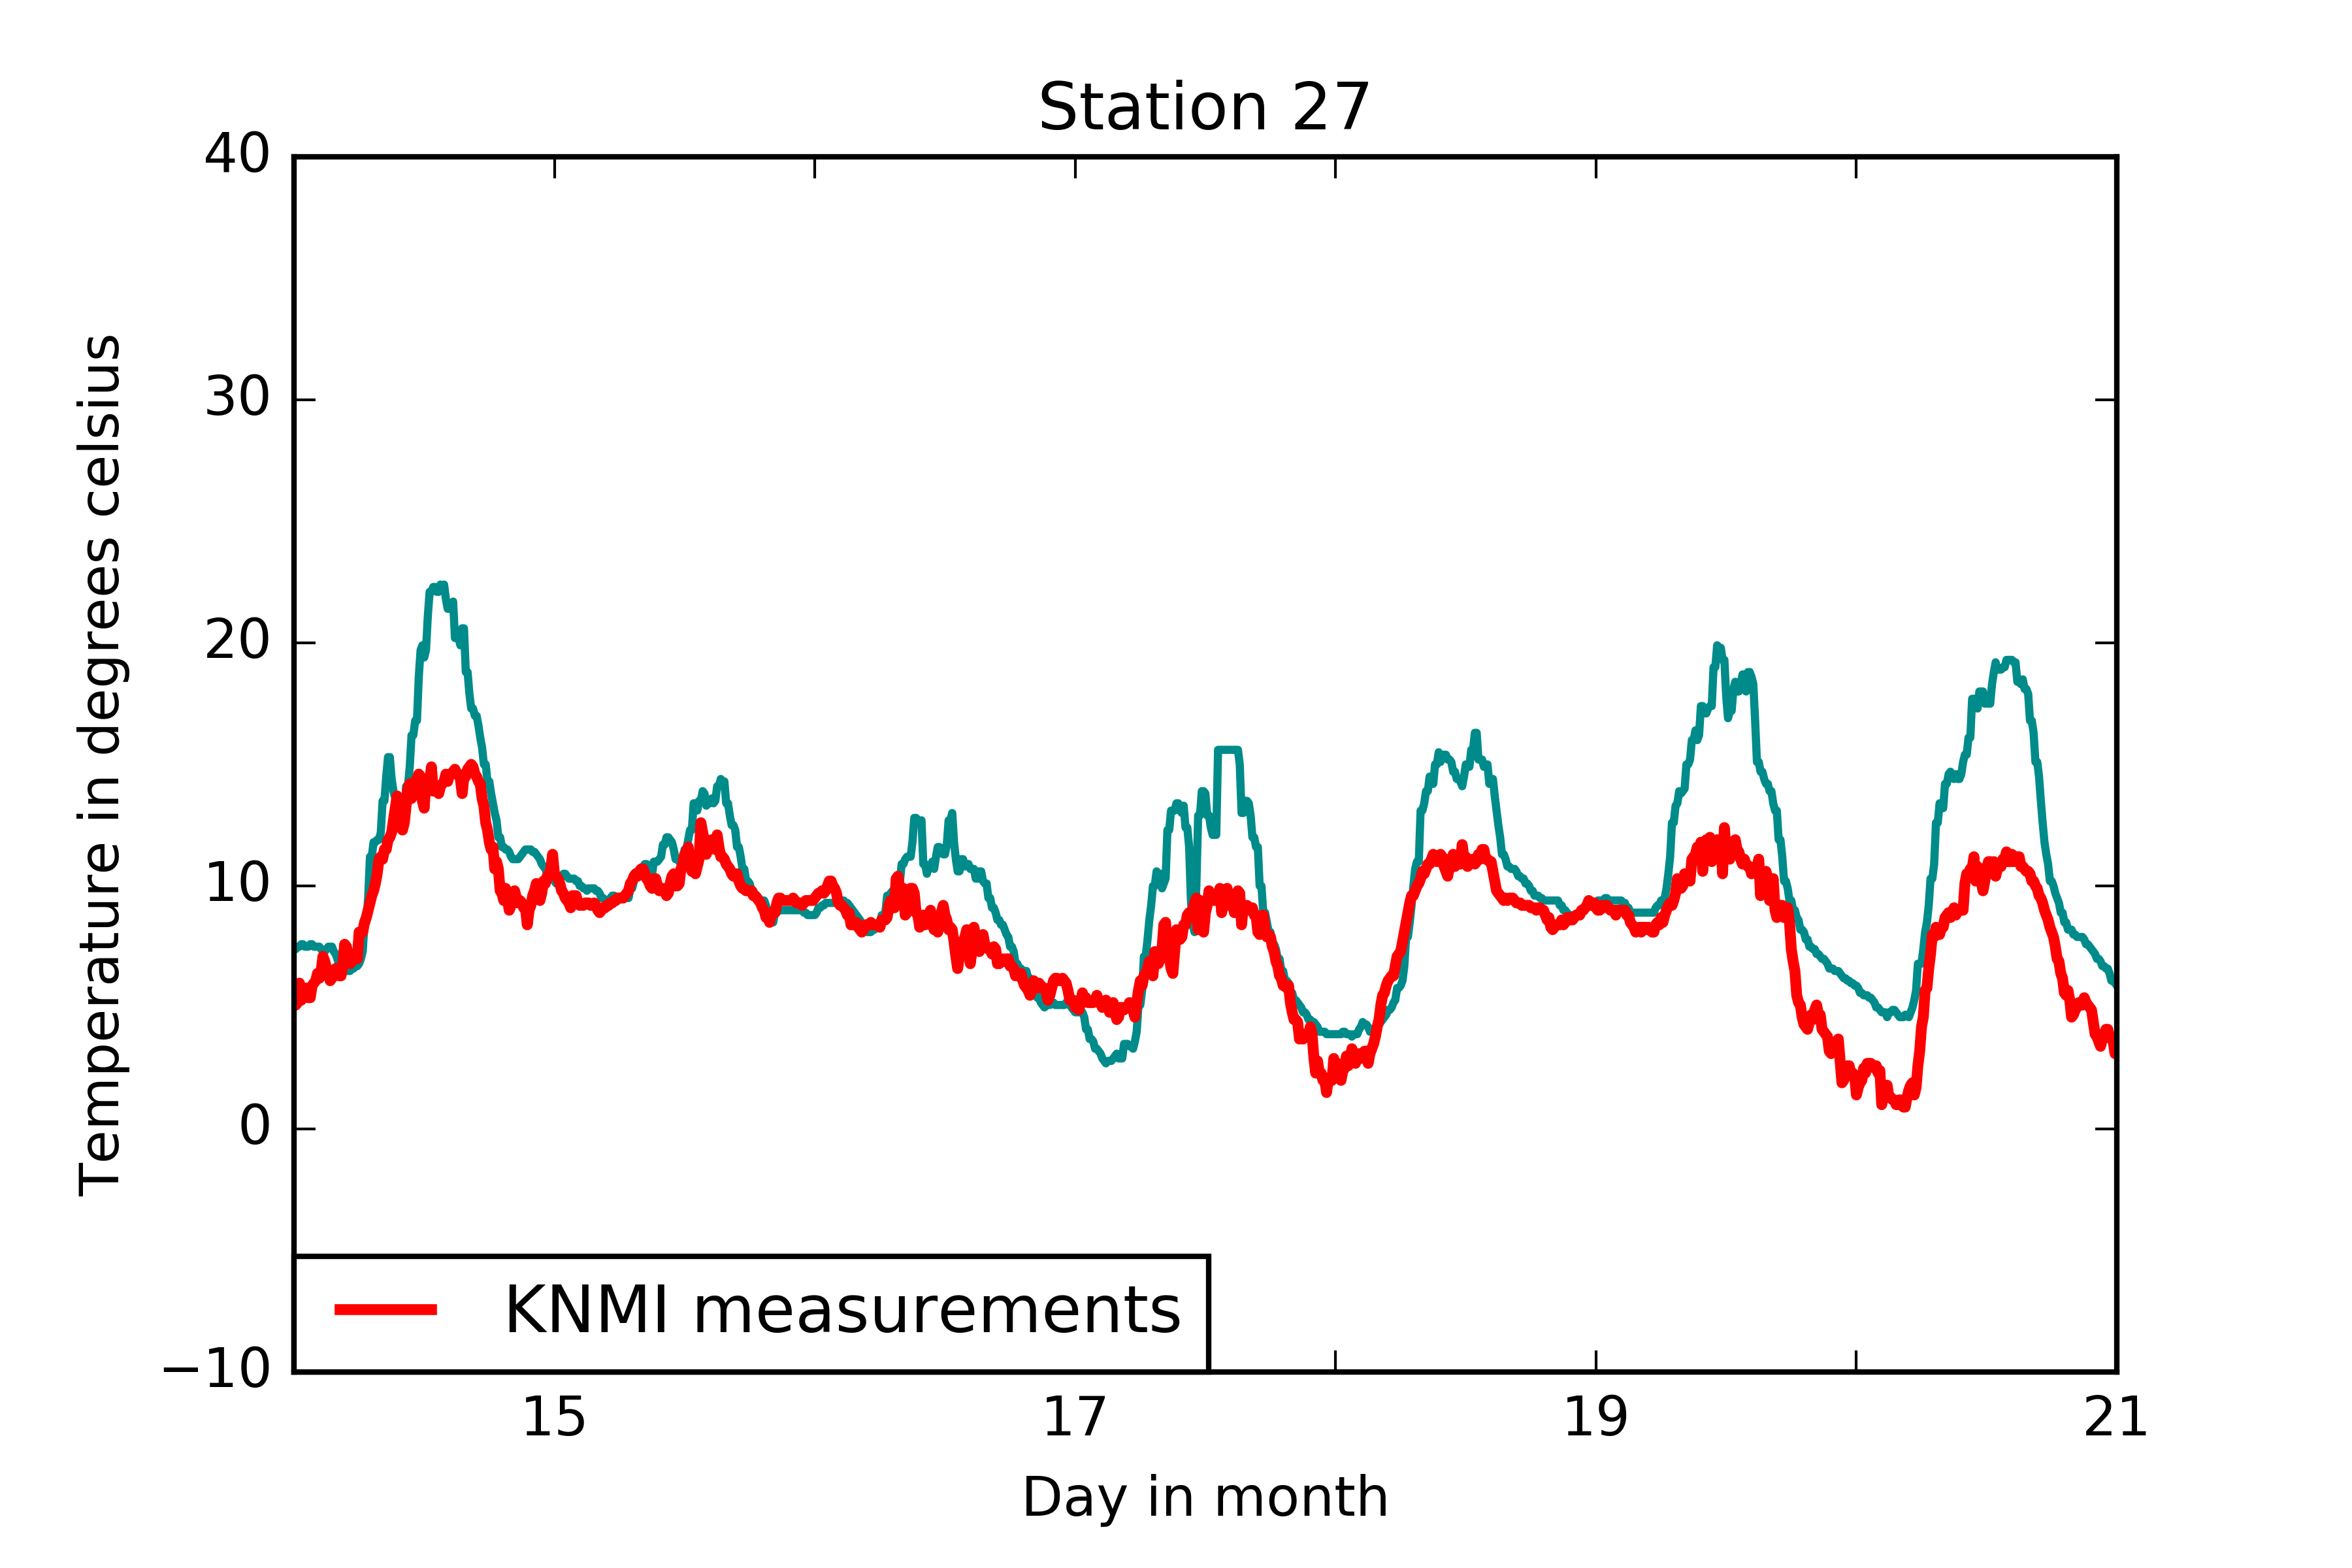 Station 27
40
30
20
10
0
−10
Temperature in degrees celsius
KNMI measurements
15 17 19 21
Day in month